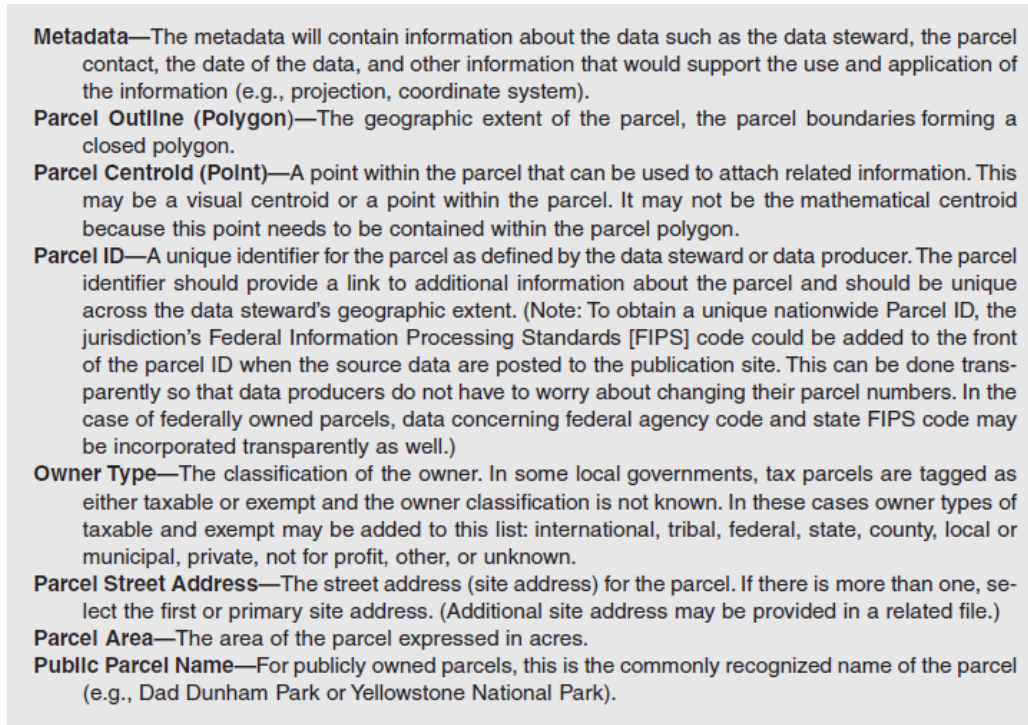 Metadata—The metadata will contain information about the data such as the data steward, the parcel
contact, the date of the data, and other information that would support the use and application of
the information (e.g., projection, coordinate system).
Parcel Outline (Polygon)—The geographic extent of the parcel, the parcel boundaries forming a
closed polygon.
Parcel Centroid (Point)—A point within the parcel that can be used to attach related information. This
may be a visual centroid or a point within the parcel. It may not be the mathematical centroid
because this point needs to be contained within the parcel polygon.
Parcel ID—A unique identifier for the parcel as defined by the data steward or data producer. The parcel
identifier should provide a link to additional information about the parcel and should be unique
across the data steward's geographic extent. (Note: To obtain a unique nationwide Parcel ID, the
jurisdiction's Federal Information Processing Standards [FIPS] code could be added to the front
of the parcel ID when the source data are posted to the publication site. This can be done trans-
parently so that data producers do not have to worry about changing their parcel numbers. In the
case of federally owned parcels, data concerning federal agency code and state FIPS code may
be incorporated transparently as well.)
Owner Type—The classification of the owner. In some local governments, tax parcels are tagged as
either taxable or exempt and the owner classification is not known. In these cases owner types of
taxable and exempt may be added to this list: international, tribal, federal, state, county, local or
municipal, private, not for profit, other, or unknown.
Parcel Street Address—The street address (site address) for the parcel. If there is more than one, se-
lect the first or primary site address. (Additional site address may be provided in a related file.)
Parcel Area—The area of the parcel expressed in acres.
Public Parcel Name—For publicly owned parcels, this is the commonly recognized name of the parcel
(e.g., Dad Dunham Park or Yellowstone National Park).